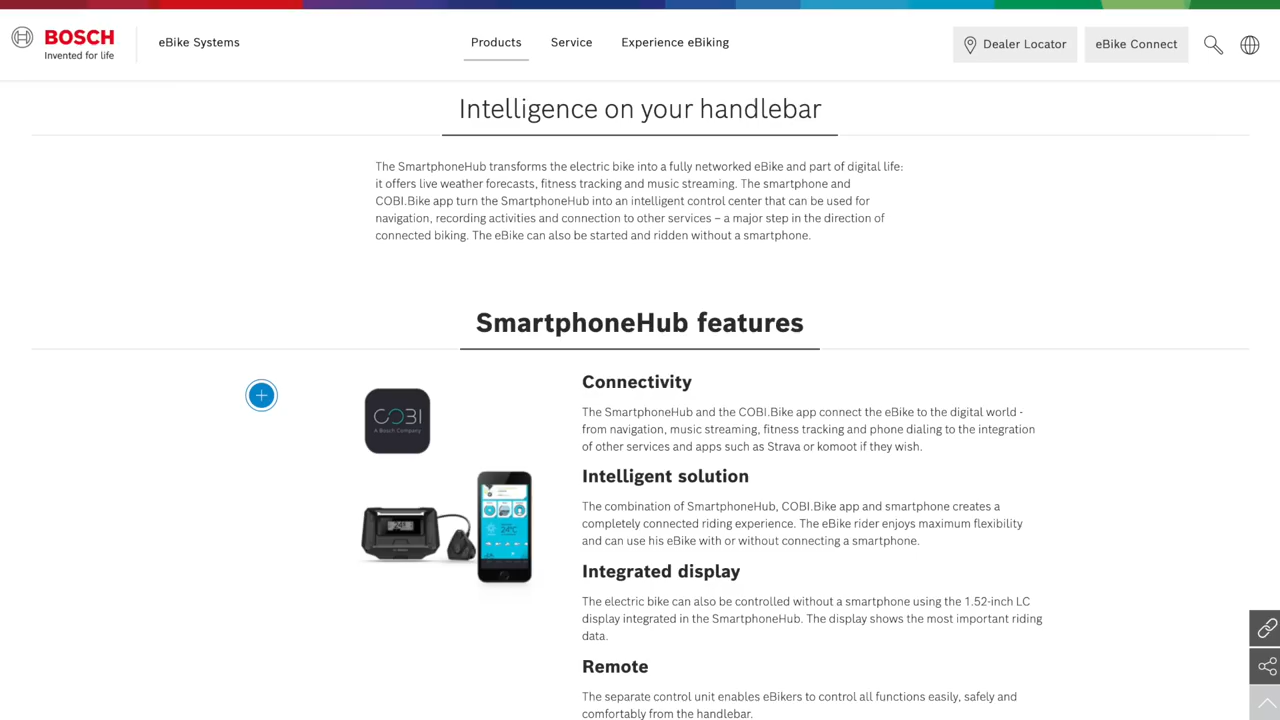 BOSCH
Invented for life
eBike Systems
Products
Service
Experience eBiking
Dealer Locator
eBike Connect
Intelligence on your handlebar
The SmartphoneHub transforms the electric bike into a fully networked eBike and part of digital life:
it offers live weather forecasts, fitness tracking and music streaming. The smartphone and
COBI.Bike app turn the SmartphoneHub into an intelligent control center that can be used for
navigation, recording activities and connection to other services – a major step in the direction of
connected biking. The eBike can also be started and ridden without a smartphone.
SmartphoneHub features
COBI
A Bosch Company
24°C
Connectivity
The SmartphoneHub and the COBI.Bike app connect the eBike to the digital world -
from navigation, music streaming, fitness tracking and phone dialing to the integration
of other services and apps such as Strava or komoot if they wish.
Intelligent solution
The combination of SmartphoneHub, COBI.Bike app and smartphone creates a
completely connected riding experience. The eBike rider enjoys maximum flexibility
and can use his eBike with or without connecting a smartphone.
Integrated display
The electric bike can also be controlled without a smartphone using the 1.52-inch LC
display integrated in the SmartphoneHub. The display shows the most important riding
data.
Remote
The separate control unit enables eBikers to control all functions easily, safely and
comfortably from the handlebar.